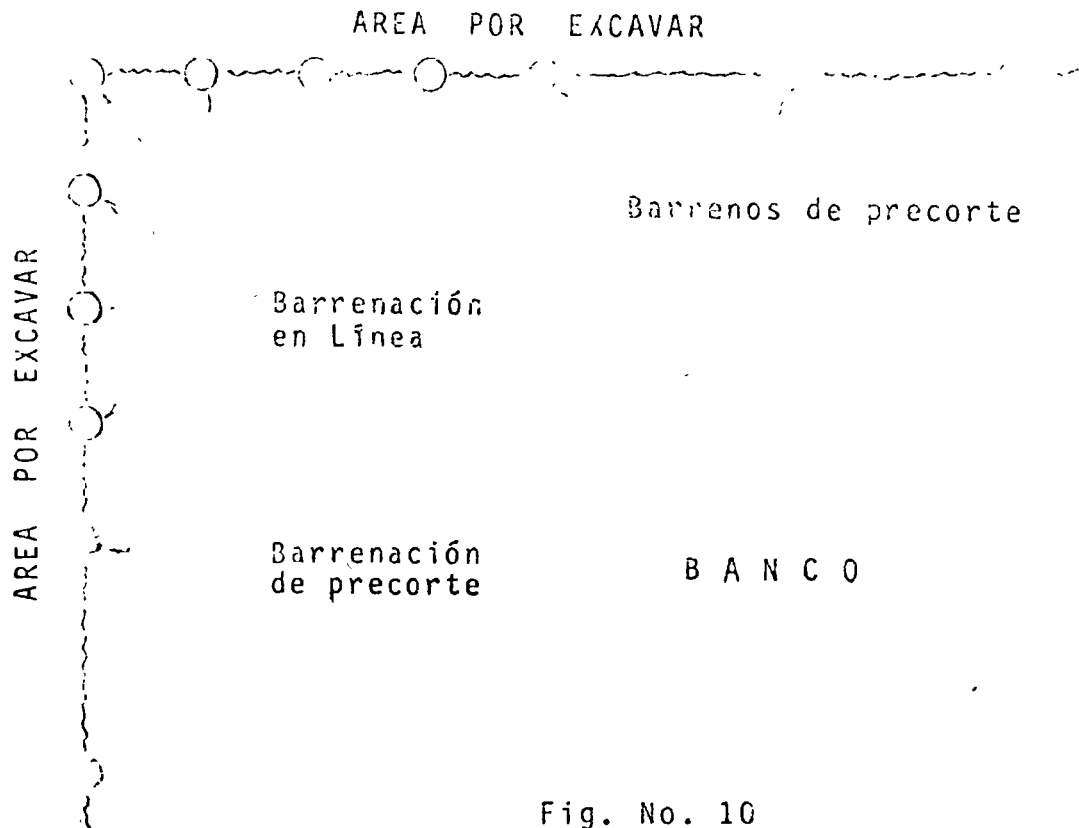 AREA POR EXCAVAR
Barrenos de precorte
AREA POR EXCAVAR
Barrenación
en Línea
Barrenación
de precorte
B A N C O
Fig. No. 10